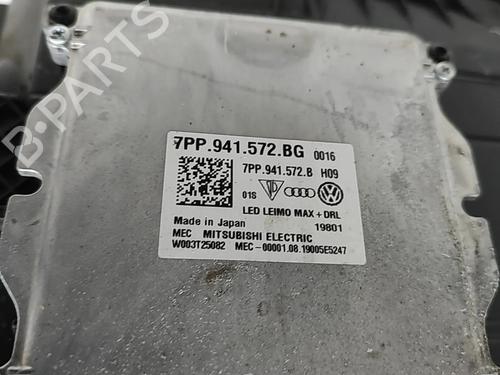 B-PARTS
7PP.941.572.BG 0016
7PP.941.572.B H09
01S
LED LEIMO MAX + DRL
Made in Japan 19801
MEC MITSUBISHI ELECTRIC
W003T25082 MEC-00001.08.19005E5247